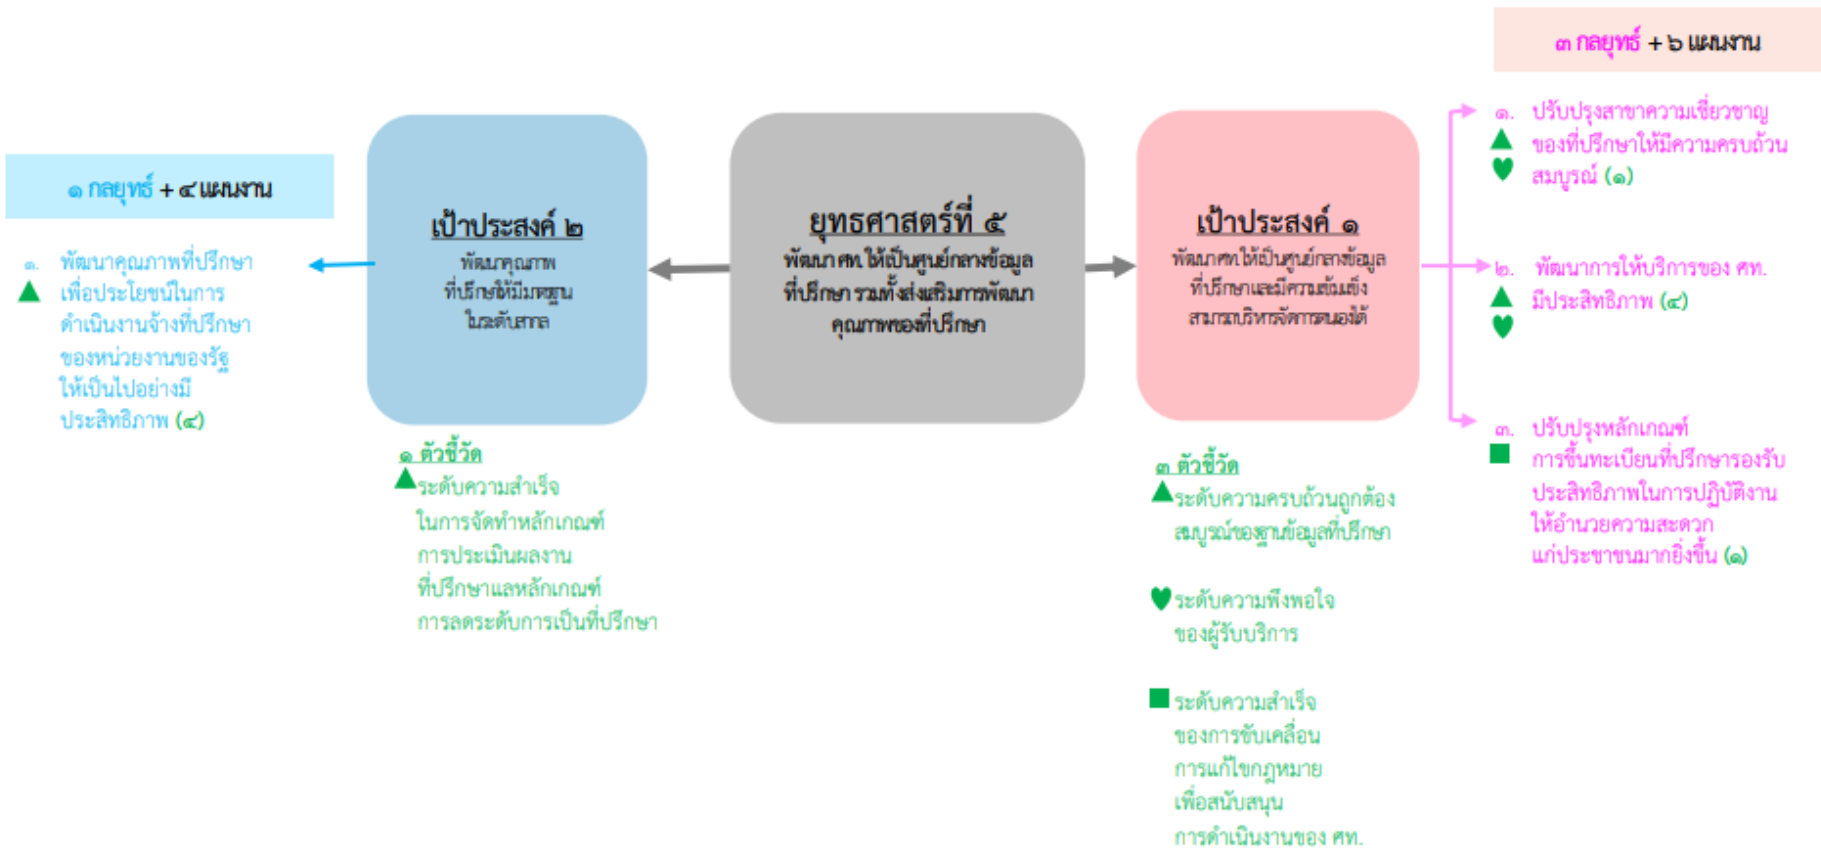 ๓ กลยุทธ์ + ๖ แผนงาน
๑ กลยุทธ์ + ๔ แผนงาน
๑. พัฒนาคุณภาพที่ปรึกษา
เพื่อประโยชน์ในการ
ดำเนินงานจ้างที่ปรึกษา
ของหน่วยงานของรัฐ
ให้เป็นไปอย่างมี
ประสิทธิภาพ (๔)
เป้าประสงค์ ๒
พัฒนาคุณภาพ
ที่ปรึกษาให้มีมาตรฐาน
ในระดับสากล
๑ ตัวชี้วัด
ระดับความสำเร็จ
ในการจัดทำหลักเกณฑ์
การประเมินผลงาน
ที่ปรึกษาแลหลักเกณฑ์
การลดระดับการเป็นที่ปรึกษา
ยุทธศาสตร์ที่ ๕
พัฒนา ศท. ให้เป็นศูนย์กลางข้อมูล
ที่ปรึกษา รวมทั้งส่งเสริมการพัฒนา
คุณภาพของที่ปรึกษา
เป้าประสงค์ ๑
พัฒนา ศท. ให้เป็นศูนย์กลางข้อมูล
ที่ปรึกษา และมีความเข้มแข็ง
สามารถบริหารจัดการตนเองได้
๓ ตัวชี้วัด
ระดับความครบถ้วนถูกต้อง
สมบูรณ์ของฐานข้อมูลที่ปรึกษา
ระดับความพึงพอใจ
ของผู้รับบริการ
ระดับความสำเร็จ
ของการขับเคลื่อน
การแก้ไขกฎหมาย
เพื่อสนับสนุน
การดำเนินงานของ ศท.
๑. ปรับปรุงสาขาความเชี่ยวชาญ
ของที่ปรึกษาให้มีความครบถ้วน
สมบูรณ์ (๑)
๒. พัฒนาการให้บริการของ ศท.
มีประสิทธิภาพ (๔)
๓. ปรับปรุงหลักเกณฑ์
การขึ้นทะเบียนที่ปรึกษารองรับ
ประสิทธิภาพในการปฏิบัติงาน
ให้อำนวยความสะดวก
แก่ประชาชนมากยิ่งขึ้น (๑)